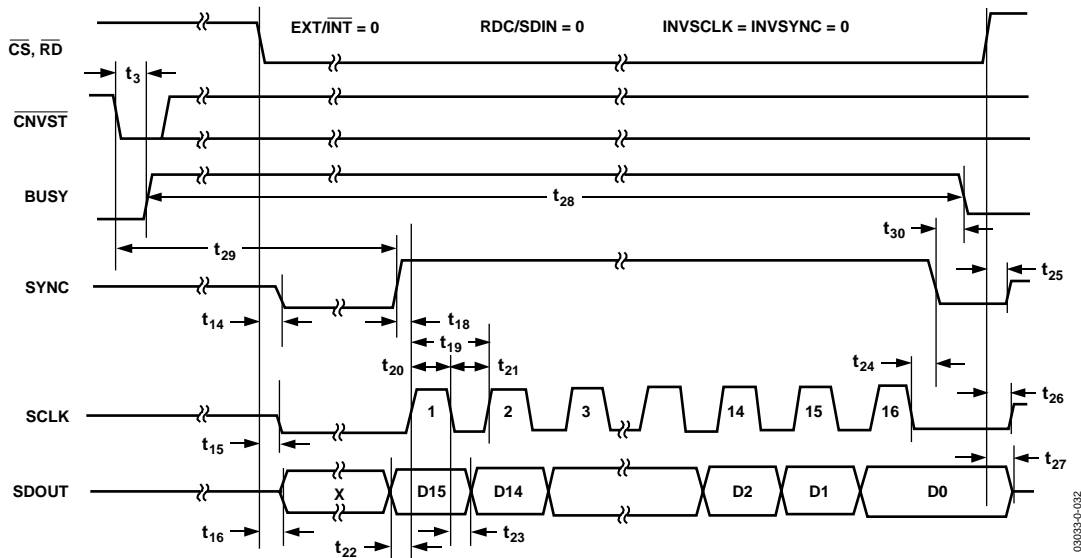 EXT/INT = 0 RDC/SDIN = 0 INVSCLK = INVSYNC = 0
CS, RD
t3
CNVST
BUSY
t28
t30
t29
t25
SYNC
t14
t18
t19
t20 t21
t24
t26
SCLK
1 2 3 14 15 16
t15
t27
SDOUT
X D15 D14 D2 D1 D0
t16
t22 t23
03033-0-032